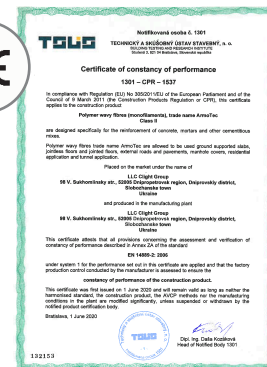 Notifikovaná osoba č. 1301
TSUS
TECHNICKÝ A SKÚŠOBNÝ ÚSTAV STAVEBNÝ, n. o.
BUILDING TESTING AND RESEARCH INSTITUTE
Studená 3, 821 04 Bratislava, Slovenská republika
Certificate of constancy of performance
1301 – CPR – 1537
In compliance with Regulation (EU) No 305/2011/EU of the European Parliament and of the
Council of 9 March 2011 (the Construction Products Regulation or CPR), this certificate
applies to the construction product
Polymer wavy fibres (monofilaments), trade name ArmoTec
Class II
are designed specifically for the reinforcement of concrete, mortars and other cementitious
mixes.
Polymer wavy fibres trade name ArmoTec are allowed to be used ground supported slabs,
jointless floors and jointed floors, external roads and pavements, manhole covers, residential
application and tunnel application.
Placed on the market under the name of
LLC Clight Group
98 V. Sukhomlinsky str., 52005 Dnipropetrovsk region, Dniprovskiy district,
Slobozhanske town
Ukraine
and produced in the manufacturing plant
LLC Clight Group
98 V. Sukhomlinsky str., 52005 Dnipropetrovsk region, Dniprovskiy district,
Slobozhanske town
Ukraine
This certificate attests that all provisions concerning the assessment and verification of
constancy of performance described in Annex ZA of the standard
EN 14889-2: 2006
under system 1 for the performance set out in this certificate are applied and that the factory
production control conducted by the manufacturer is assessed to ensure the
constancy of performance of the construction product.
This certificate was first issued on 1 June 2020 and will remain valid as long as neither the
harmonised standard, the construction product, the AVCP methods nor the manufacturing
conditions in the plant are modified significantly, unless suspended or withdrawn by the
notified product certification body.
Bratislava, 1 June 2020
TSUS
Dipl. Ing. Daša Kozáková
Head of Notified Body 1301
132153